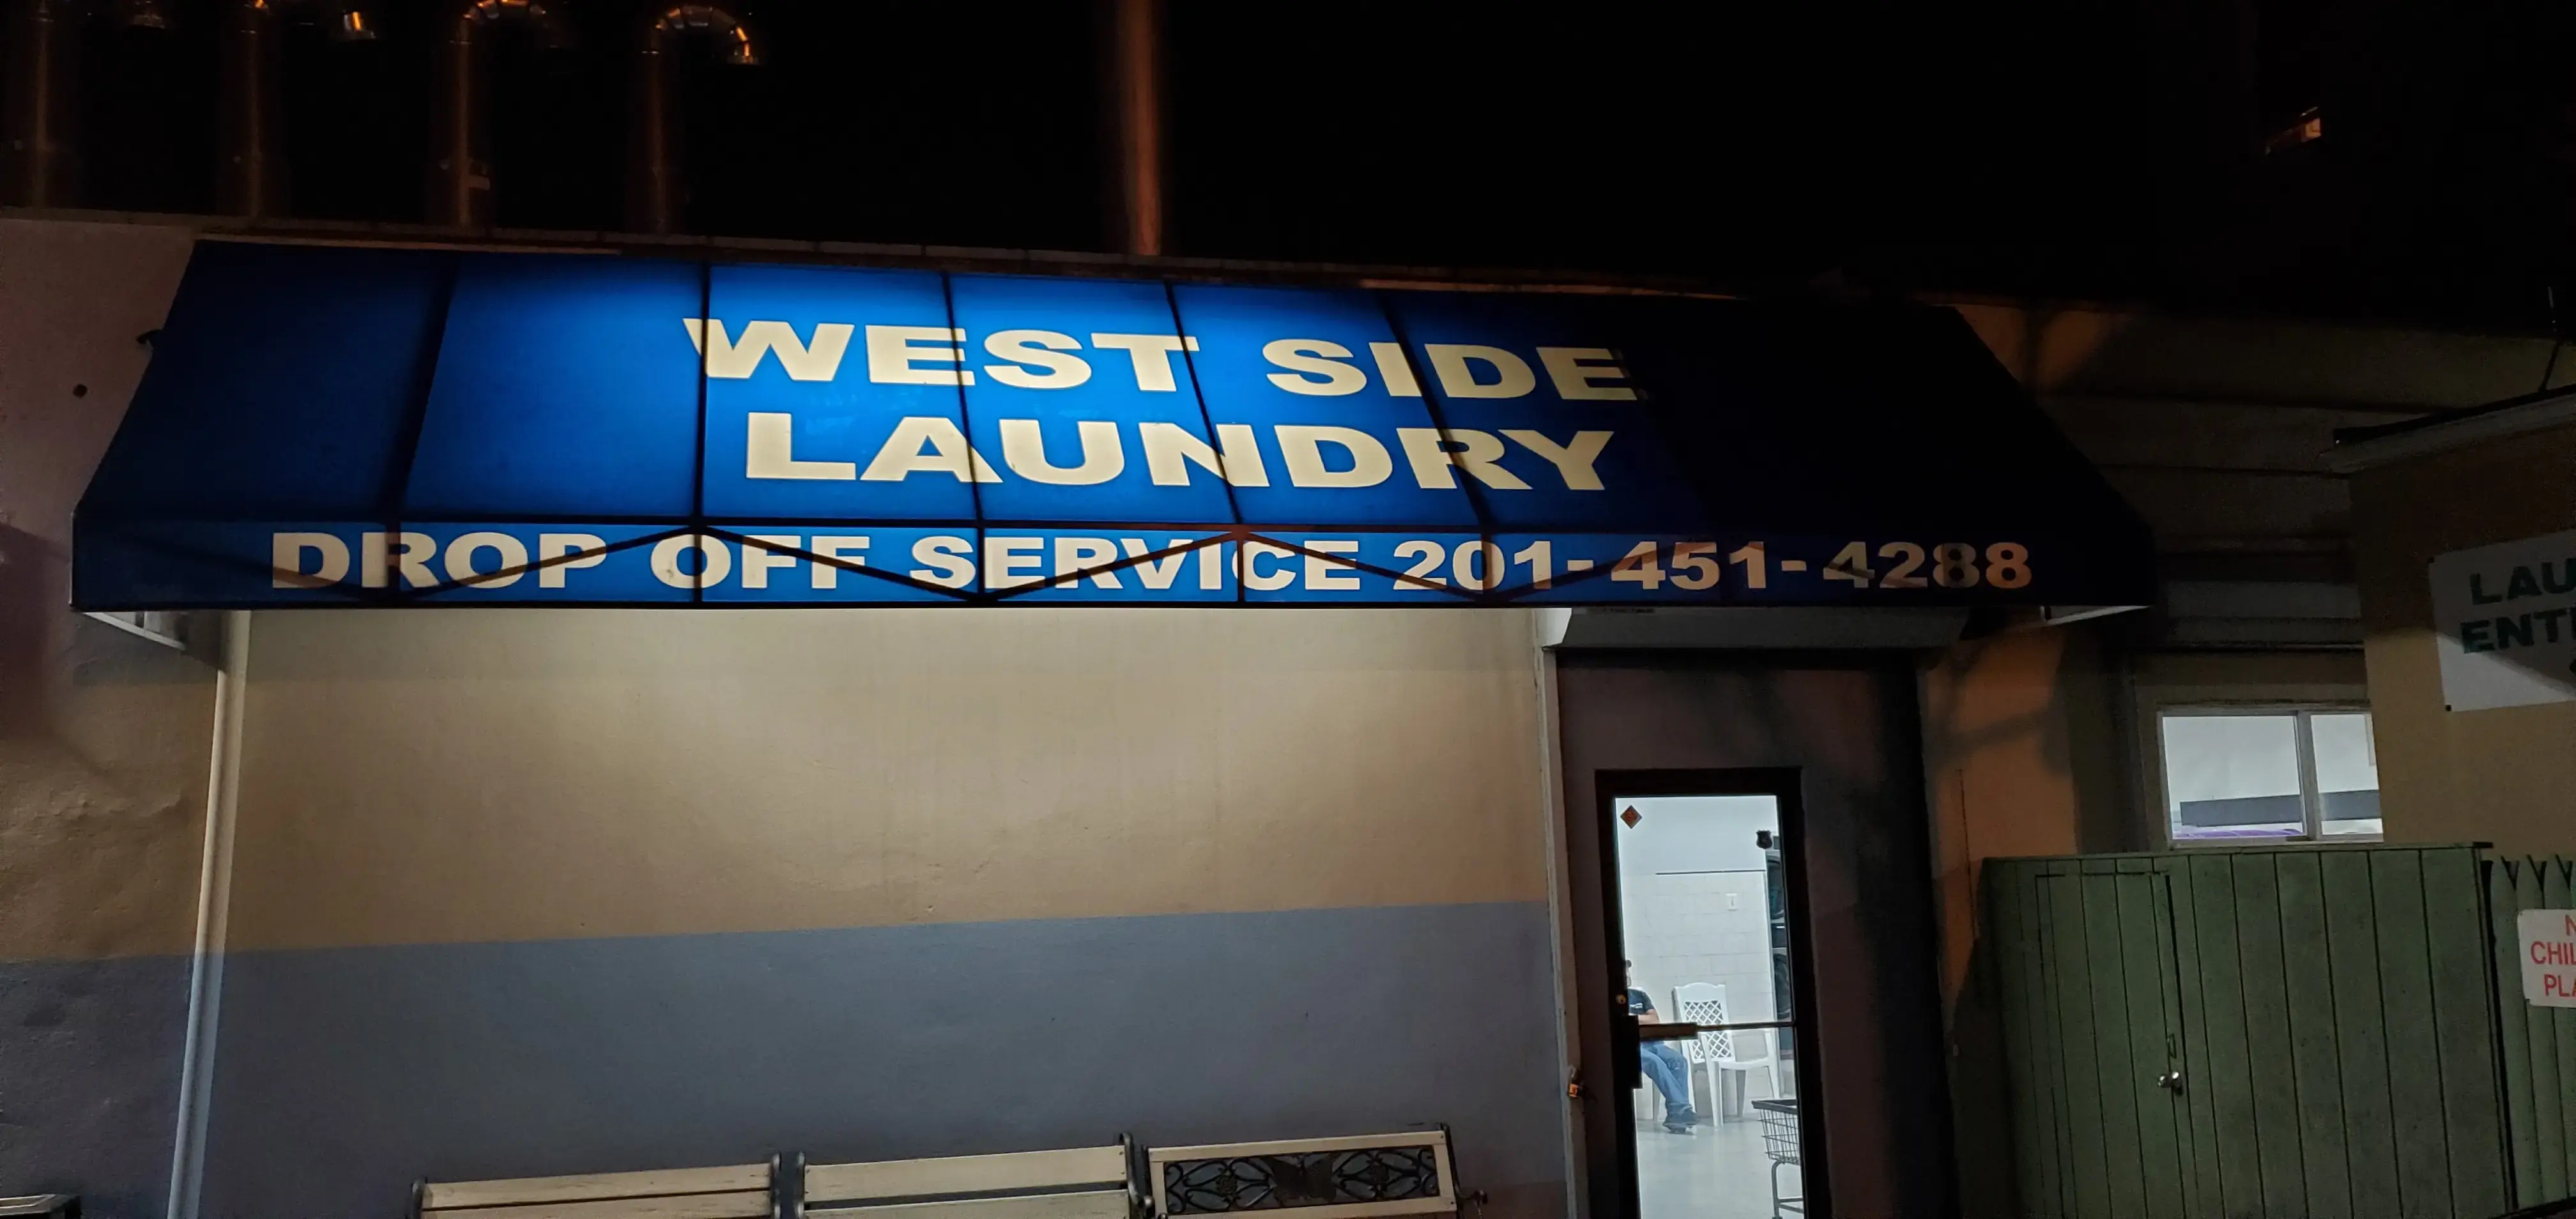 WEST SIDE
LAUNDRY
DROP OFF SERVICE 201-451-4288